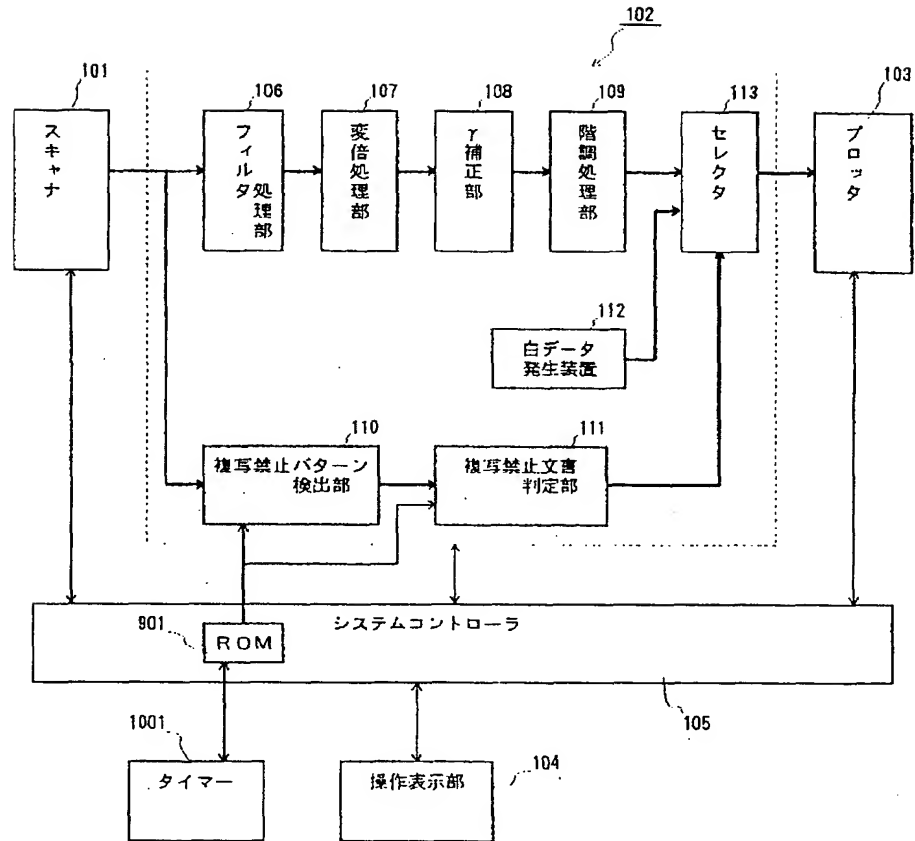 102
101
106
107
108
109
113
103
スキャナ
フィルタ
処理部
変倍処理部
γ補正部
階調処理部
セレクタ
プロッタ
112
白データ
発生装置
110
111
複写禁止パターン
検出部
複写禁止文書
判定部
システムコントローラ
901
ROM
105
1001
タイマー
操作表示部
104